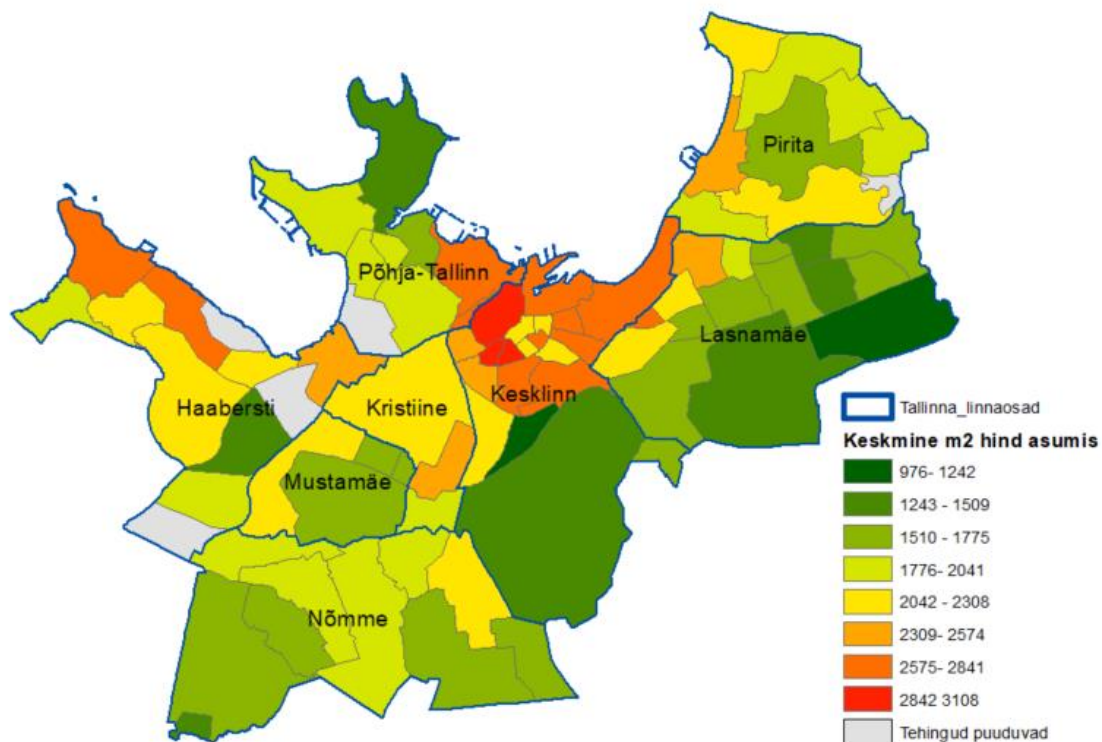 Pirita
Põhja-Tallinn
Lasnamäe
Haabersti
Kristiine
Kesklinn
Mustamäe
Nõmme
Tallinna_linnaosad
Keskmine m2 hind asumis
976- 1242
1243 - 1509
1510 - 1775
1776- 2041
2042 - 2308
2309- 2574
2575- 2841
2842 3108
Tehingud puuduvad